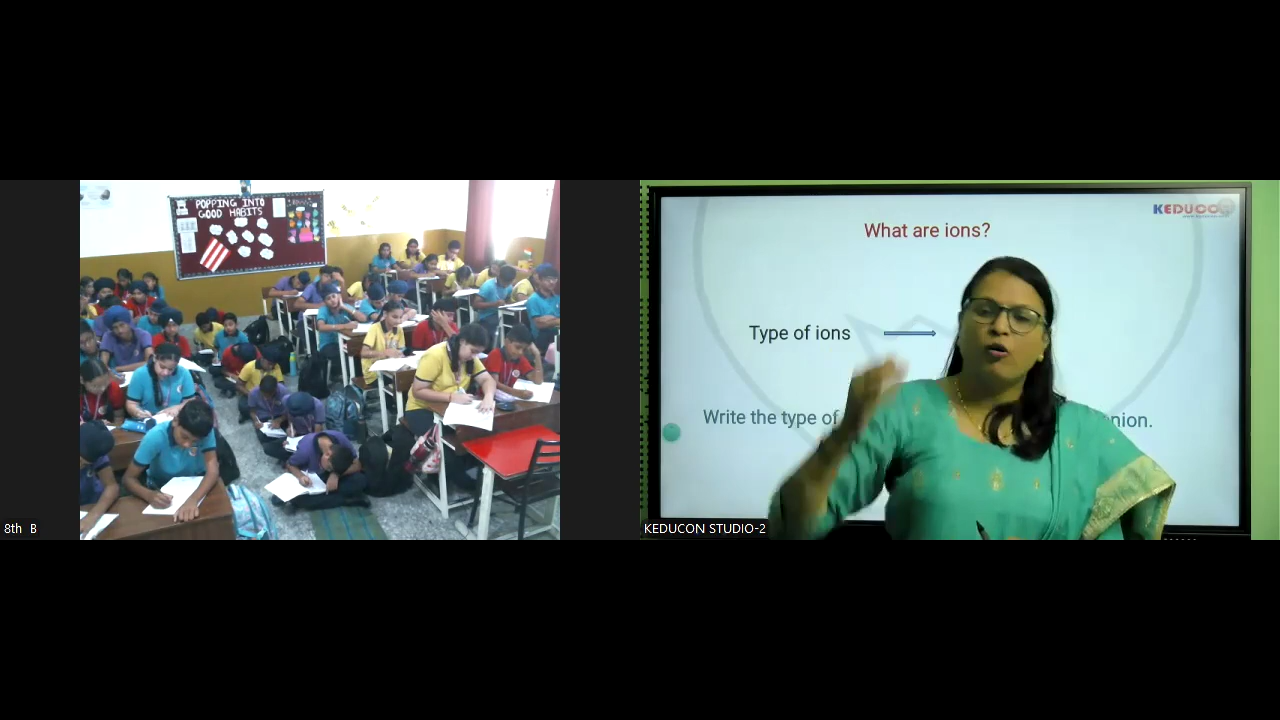 POPPING INTO
GOOD HABITS
8th B
KEDUCON
What are ions?
Type of ions
Write the type of nion.
KEDUCON STUDIO-2